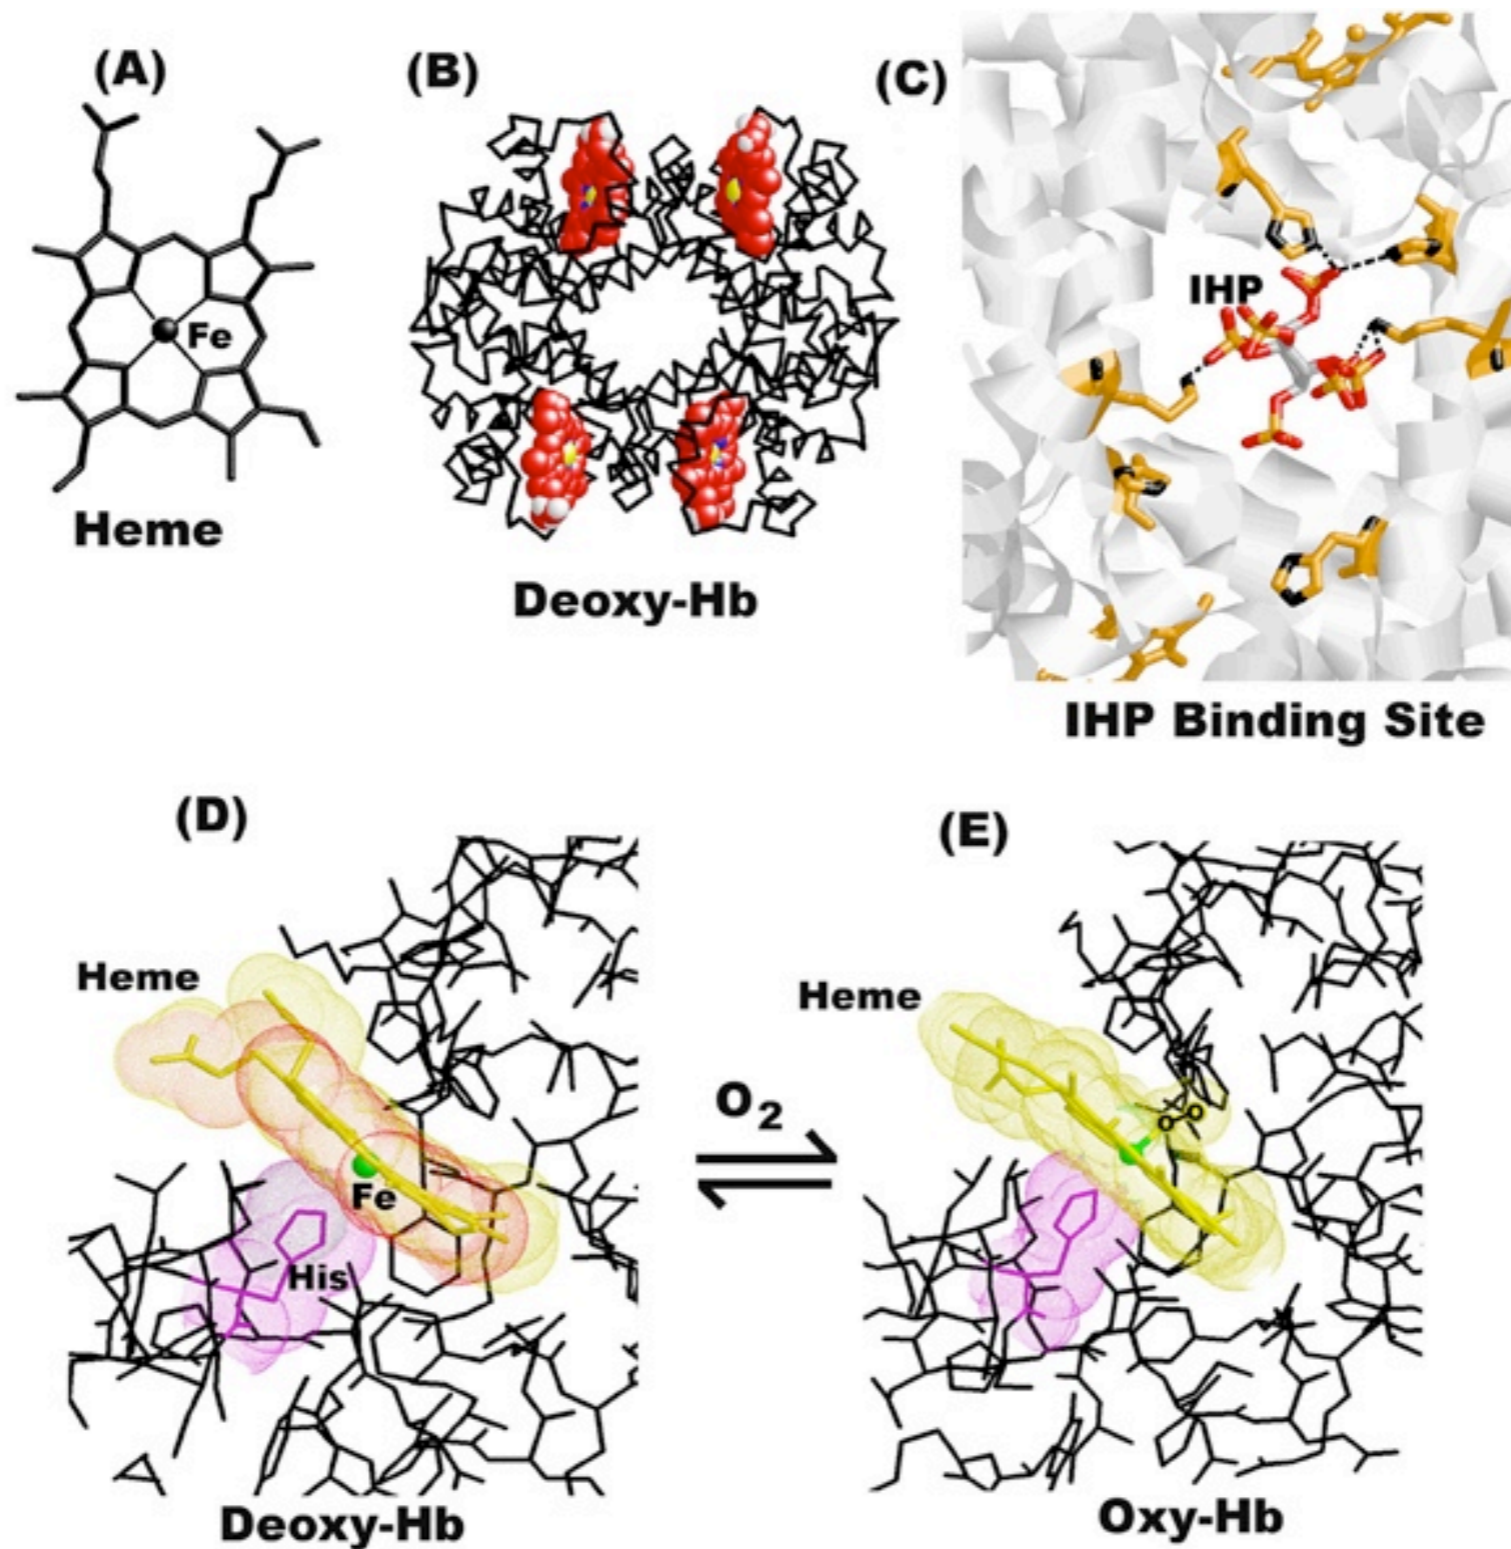 (A)
Fe
Heme
(B)
Deoxy-Hb
(C)
IHP
IHP Binding Site
(D)
Heme
Fe
His
Deoxy-Hb
O2
(E)
Heme
Oxy-Hb